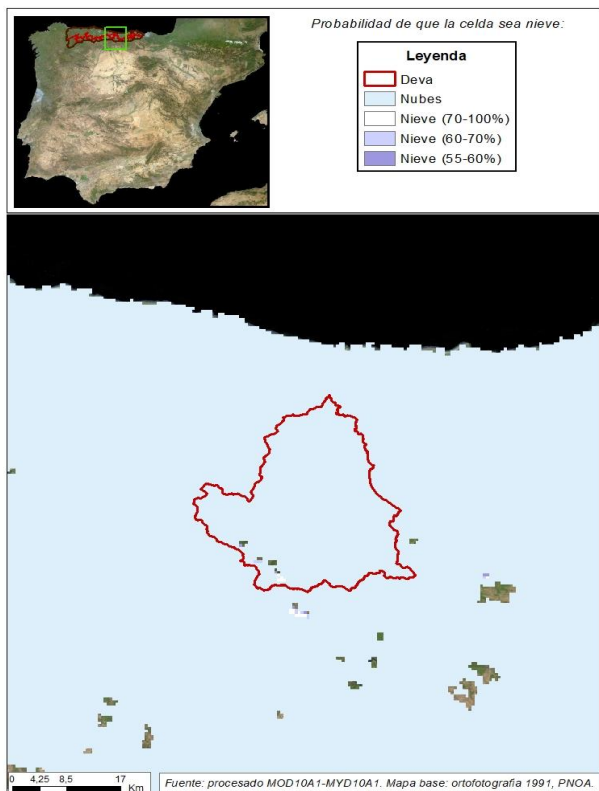 Probabilidad de que la celda sea nieve:
Leyenda
Deva
Nubes
Nieve (70-100%)
Nieve (60-70%)
Nieve (55-60%)
0 4,25 8,5 17
Km
Fuente: procesado MOD10A1-MYD10A1. Mapa base: ortofotografia 1991, PNOA.